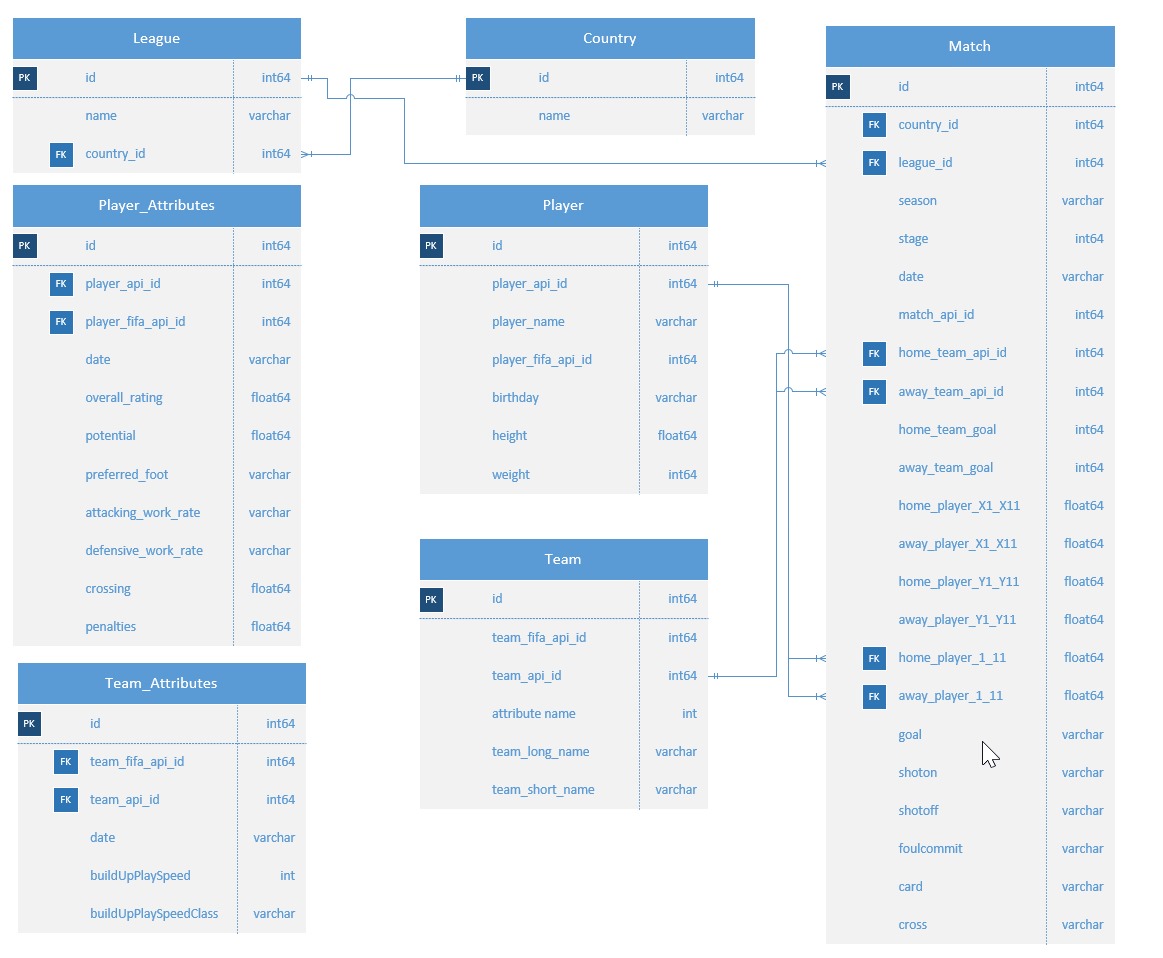 League
PK id int64
name varchar
FK country_id int64
Country
PK id int64
name varchar
Match
PK id int64
FK country_id int64
FK league_id int64
season varchar
stage int64
date varchar
match_api_id int64
FK home_team_api_id int64
FK away_team_api_id int64
home_team_goal int64
away_team_goal int64
home_player_X1_X11 float64
away_player_X1_X11 float64
home_player_Y1_Y11 float64
away_player_Y1_Y11 float64
FK home_player_1_11 float64
FK away_player_1_11 float64
goal varchar
shoton varchar
shotoff varchar
foulcommit varchar
card varchar
cross varchar
Player_Attributes
PK id int64
FK player_api_id int64
FK player_fifa_api_id int64
date varchar
overall_rating float64
potential float64
preferred_foot varchar
attacking_work_rate varchar
defensive_work_rate varchar
crossing float64
penalties float64
Player
PK id int64
player_api_id int64
player_name varchar
player_fifa_api_id int64
birthday varchar
height float64
weight int64
Team
PK id int64
team_fifa_api_id int64
team_api_id int64
attribute name int
team_long_name varchar
team_short_name varchar
Team_Attributes
PK id int64
FK team_fifa_api_id int64
FK team_api_id int64
date varchar
buildUpPlaySpeed int
buildUpPlaySpeedClass varchar